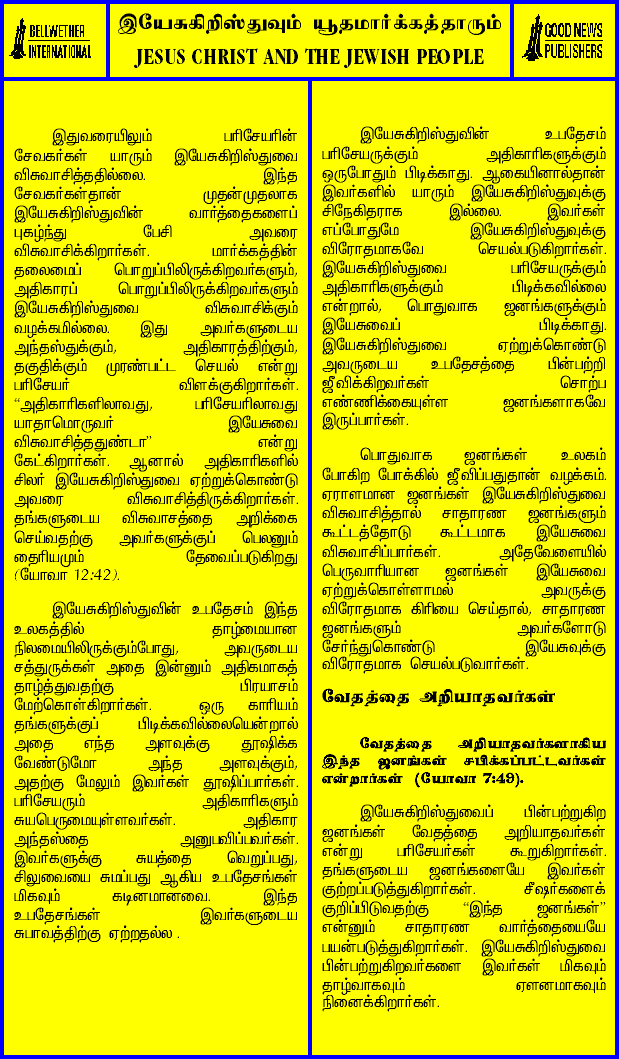 BELLWETHER
INTERNATIONAL
இயேசுகிறிஸ்துவும் யூதமார்க்கத்தாரும்
JESUS CHRIST AND THE JEWISH PEOPLE
GOOD NEWS
PUBLISHERS
இதுவரையிலும் பரிசேயரின்
சேவகர்கள் யாரும் இயேசுகிறிஸ்துவை
விசுவாசித்ததில்லை. இந்த
சேவகர்கள்தான் முதன்முதலாக
இயேசுகிறிஸ்துவின் வார்த்தைகளைப்
புகழ்ந்து பேசி அவரை
விசுவாசிக்கிறார்கள். மார்க்கத்தின்
தலைமைப் பொறுப்பிலிருக்கிறவர்களும்,
அதிகாரப் பொறுப்பிலிருக்கிறவர்களும்
இயேசுகிறிஸ்துவை விசுவாசிக்கும்
வழக்கமில்லை. இது அவர்களுடைய
அந்தஸ்துக்கும், அதிகாரத்திற்கும்,
தகுதிக்கும் முரண்பட்ட செயல் என்று
பரிசேயர் விளக்குகிறார்கள்.
“அதிகாரிகளிலாவது, பரிசேயரிலாவது
யாதாமொருவர் இயேசுவை
விசுவாசித்ததுண்டா” என்று
கேட்கிறார்கள். ஆனால் அதிகாரிகளில்
சிலர் இயேசுகிறிஸ்துவை ஏற்றுக்கொண்டு
அவரை விசுவாசித்திருக்கிறார்கள்.
தங்களுடைய விசுவாசத்தை அறிக்கை
செய்வதற்கு அவர்களுக்குப் பெலனும்
தைரியமும் தேவைப்படுகிறது
(யோவா 12:42).
இயேசுகிறிஸ்துவின் உபதேசம் இந்த
உலகத்தில் தாழ்மையான
நிலமையிலிருக்கும்போது, அவருடைய
சத்துருக்கள் அதை இன்னும் அதிகமாகத்
தாழ்த்துவதற்கு பிரயாசம்
மேற்கொள்கிறார்கள். ஒரு காரியம்
தங்களுக்குப் பிடிக்கவில்லையென்றால்
அதை எந்த அளவுக்கு தூஷிக்க
வேண்டுமோ அந்த அளவுக்கும்,
அதற்கு மேலும் இவர்கள் தூஷிப்பார்கள்.
பரிசேயரும் அதிகாரிகளும்
சுயபெருமையுள்ளவர்கள். அதிகார
அந்தஸ்தை அனுபவிப்பவர்கள்.
இவர்களுக்கு சுயத்தை வெறுப்பது,
சிலுவையை சுமப்பது ஆகிய உபதேசங்கள்
மிகவும் கடினமானவை. இந்த
உபதேசங்கள் இவர்களுடைய
சுபாவத்திற்கு ஏற்றதல்ல .
இயேசுகிறிஸ்துவின் உபதேசம்
பரிசேயருக்கும் அதிகாரிகளுக்கும்
ஒருபோதும் பிடிக்காது. ஆகையினால்தான்
இவர்களில் யாரும் இயேசுகிறிஸ்துவுக்கு
சிநேகிதராக இல்லை. இவர்கள்
எப்போதுமே இயேசுகிறிஸ்துவுக்கு
விரோதமாகவே செயல்படுகிறார்கள்.
இயேசுகிறிஸ்துவை பரிசேயருக்கும்
அதிகாரிகளுக்கும் பிடிக்கவில்லை
என்றால், பொதுவாக ஜனங்களுக்கும்
இயேசுவைப் பிடிக்காது.
இயேசுகிறிஸ்துவை ஏற்றுக்கொண்டு
அவருடைய உபதேசத்தை பின்பற்றி
ஜீவிக்கிறவர்கள் சொற்ப
எண்ணிக்கையுள்ள ஜனங்களாகவே
இருப்பார்கள்.
பொதுவாக ஜனங்கள் உலகம்
போகிற போக்கில் ஜீவிப்பதுதான் வழக்கம்.
ஏராளமான ஜனங்கள் இயேசுகிறிஸ்துவை
விசுவாசித்தால் சாதாரண ஜனங்களும்
கூட்டத்தோடு கூட்டமாக இயேசுவை
விசுவாசிப்பார்கள். அதேவேளையில்
பெருவாரியான ஜனங்கள் இயேசுவை
ஏற்றுக்கொள்ளாமல் அவருக்கு
விரோதமாக கிரியை செய்தால், சாதாரண
ஜனங்களும் அவர்களோடு
சேர்ந்துகொண்டு இயேசுவுக்கு
விரோதமாக செயல்படுவார்கள்.
வேதத்தை அறியாதவர்கள்
வேதத்தை அறியாதவர்களாகிய
இந்த ஜனங்கள் சபிக்கப்பட்டவர்கள்
என்றார்கள் (யோவா 7:49).
இயேசுகிறிஸ்துவைப் பின்பற்றுகிற
ஜனங்கள் வேதத்தை அறியாதவர்கள்
என்று பரிசேயர்கள் கூறுகிறார்கள்.
தங்களுடைய ஜனங்களையே இவர்கள்
குற்றப்படுத்துகிறார்கள். சீஷர்களைக்
குறிப்பிடுவதற்கு “இந்த ஜனங்கள்”
என்னும் சாதாரண வார்த்தையையே
பயன்படுத்துகிறார்கள். இயேசுகிறிஸ்துவை
பின்பற்றுகிறவர்களை இவர்கள் மிகவும்
தாழ்வாகவும் ஏளனமாகவும்
நினைக்கிறார்கள்.